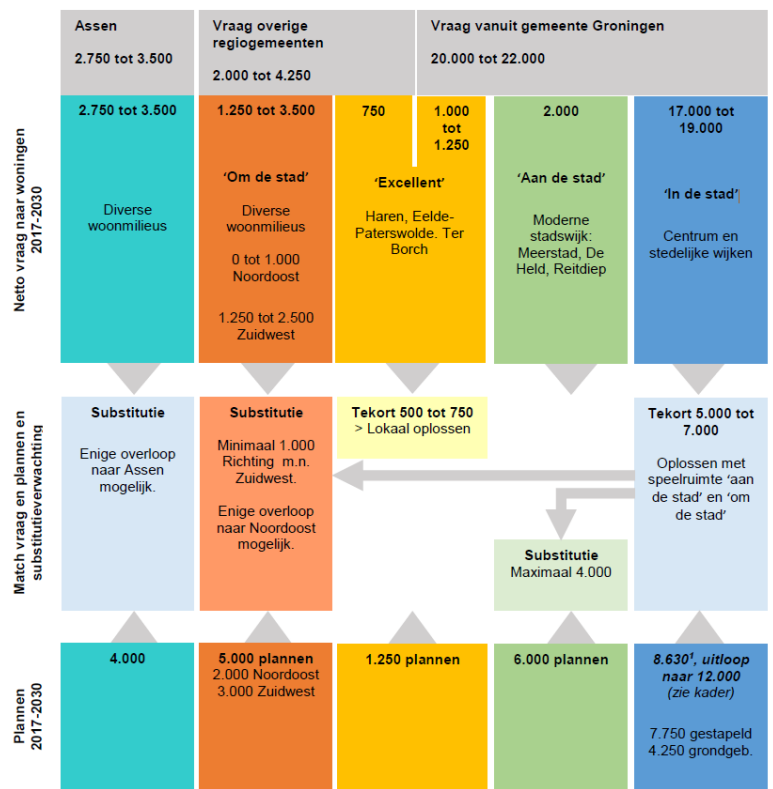 Assen
2.750 tot 3.500
Vraag overige
regiogemeenten
2.000 tot 4.250
Vraag vanuit gemeente Groningen
20.000 tot 22.000
Netto vraag naar woningen
2017-2030
2.750 tot 3.500
Diverse
woonmilieus
1.250 tot 3.500
‘Om de stad’
Diverse
woonmilieus
0 tot 1.000
Noordoost
1.250 tot 2.500
Zuidwest
750
1.000
tot
1.250
‘Excellent’
Haren, Eelde-
Paterswolde. Ter
Borch
2.000
‘Aan de stad’
Moderne
stadswijk:
Meerstad, De
Held, Reitdiep
17.000 tot
19.000
‘In de stad’
Centrum en
stedelijke wijken
Match vraag en plannen en
substitutieverwachting
Substitutie
Enige overloop
naar Assen
mogelijk.
Substitutie
Minimaal 1.000
Richting m.n.
Zuidwest.
Enige overloop
naar Noordoost
mogelijk.
Tekort 500 tot 750
> Lokaal oplossen
Substitutie
Maximaal 4.000
Tekort 5.000 tot
7.000
Oplossen met
speelruimte ‘aan
de stad’ en ‘om
de stad’
Plannen
2017-2030
4.000
5.000 plannen
2.000 Noordoost
3.000 Zuidwest
1.250 plannen
6.000 plannen
8.630¹, uitloop
naar 12.000
(zie kader)
7.750 gestapeld
4.250 grondgeb.